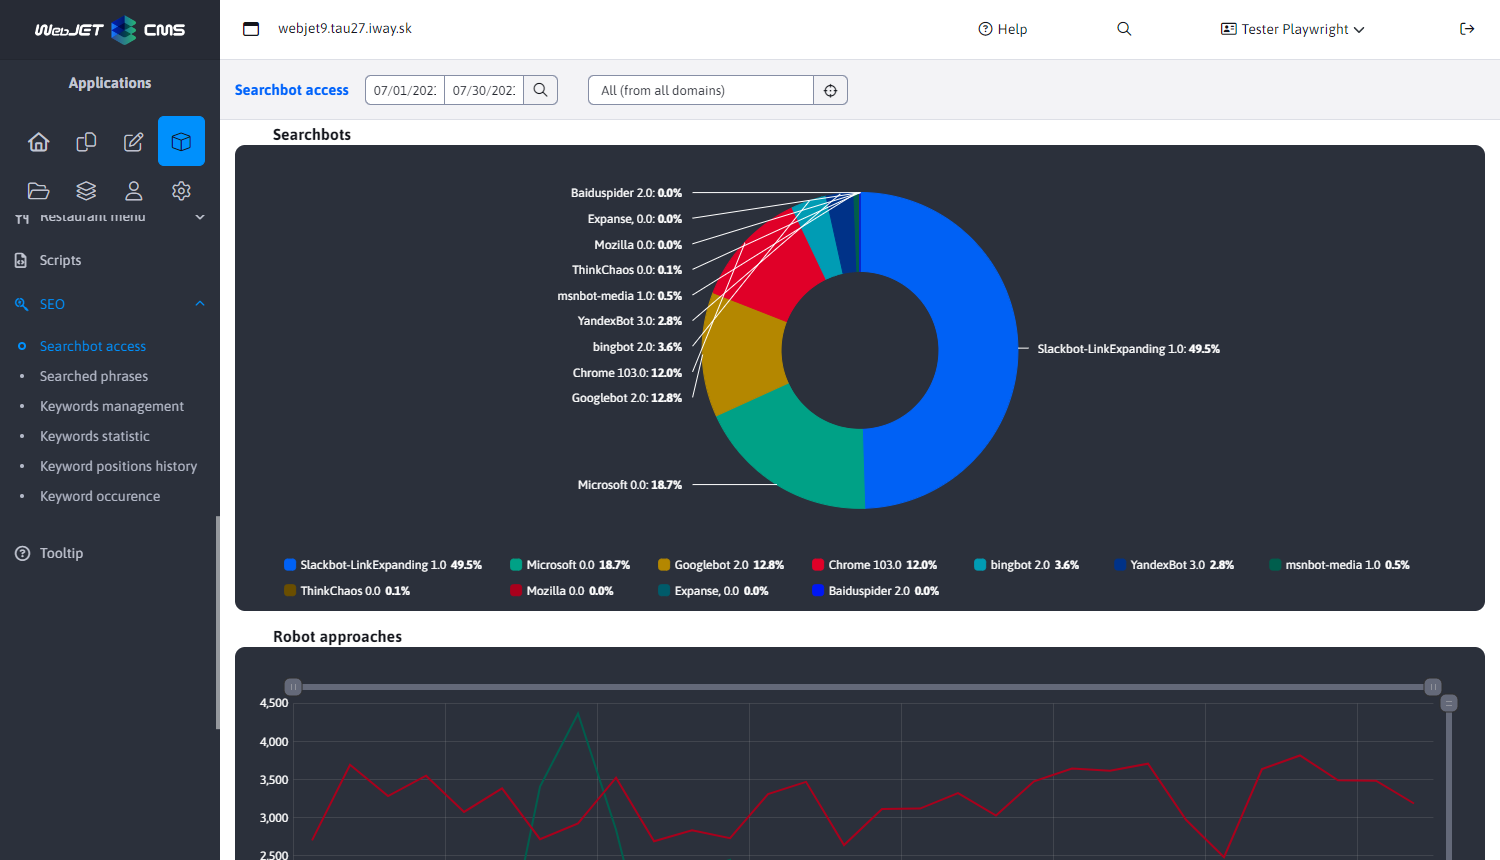 WebJET CMS
webjet9.tau27.iway.sk
Help
Tester Playwright
Applications
Restaurant menu
Scripts
SEO
Searchbot access
Searched phrases
Keywords management
Keywords statistic
Keyword positions history
Keyword occurence
Tooltip
Searchbot access
07/01/202
07/30/202
All (from all domains)
Searchbots
Baiduspider 2.0: 0.0%
Expanse, 0.0: 0.0%
Mozilla 0.0: 0.0%
ThinkChaos 0.0: 0.1%
msnbot-media 1.0: 0.5%
YandexBot 3.0: 2.8%
bingbot 2.0: 3.6%
Chrome 103.0: 12.0%
Googlebot 2.0: 12.8%
Microsoft 0.0: 18.7%
Slackbot-LinkExpanding 1.0: 49.5%
Slackbot-LinkExpanding 1.0 49.5% Microsoft 0.0 18.7% Googlebot 2.0 12.8% Chrome 103.0 12.0% bingbot 2.0 3.6% YandexBot 3.0 2.8% msnbot-media 1.0 0.5%
ThinkChaos 0.0 0.1% Mozilla 0.0 0.0% Expanse, 0.0 0.0% Baiduspider 2.0 0.0%
Robot approaches
4,500
4,000
3,500
3,000
2,500